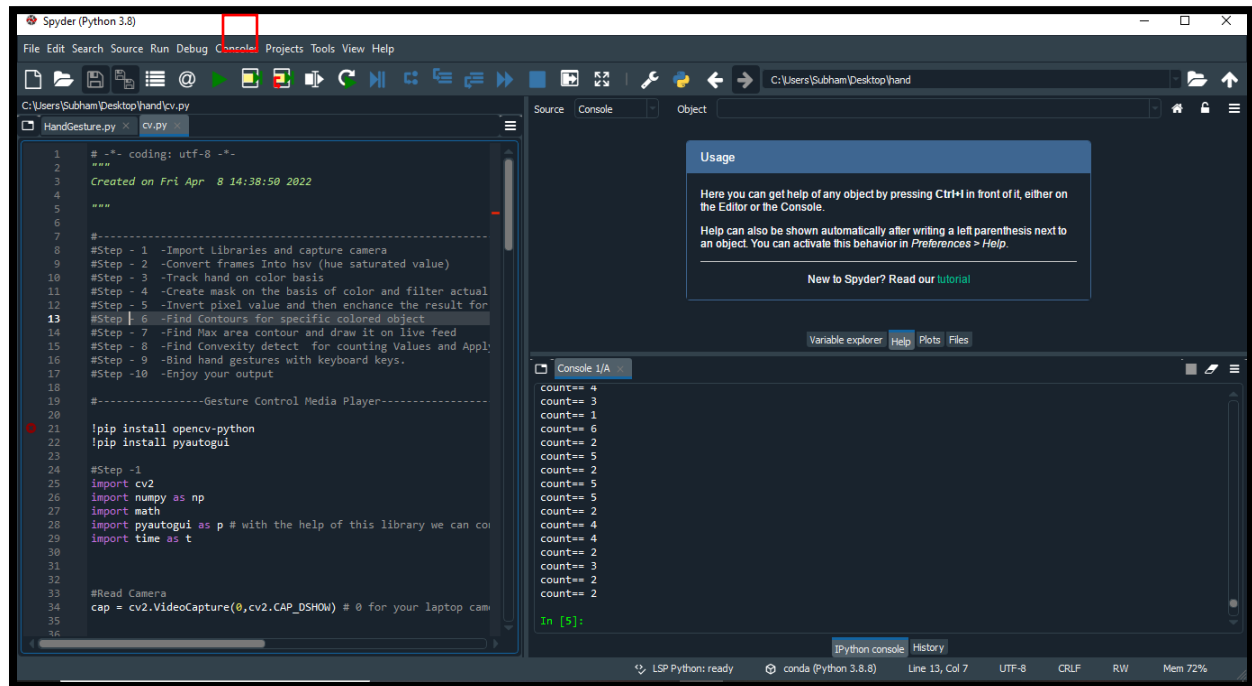 Spyder (Python 3.8)
File Edit Search Source Run Debug Consoles Projects Tools View Help
C:\Users\Subham\Desktop\hand
C:\Users\Subham\Desktop\hand\cv.py
HandGesture.py
cv.py
1 # -*- coding: utf-8 -*-
2 """
3 Created on Fri Apr  8 14:38:50 2022
4
5 """
6
7 #---------------------------------------------------------
8 #Step - 1  -Import Libraries and capture camera
9 #Step - 2  -Convert frames Into hsv (hue saturated value)
10 #Step - 3  -Track hand on color basis
11 #Step - 4  -Create mask on the basis of color and filter actual
12 #Step - 5  -Invert pixel value and then enchance the result for
13 #Step - 6  -Find Contours for specific colored object
14 #Step - 7  -Find Max area contour and draw it on live feed
15 #Step - 8  -Find Convexity detect  for counting Values and Appl
16 #Step - 9  -Bind hand gestures with keyboard keys.
17 #Step -10  -Enjoy your output
18
19 #-----------------Gesture Control Media Player-----------------
20
21 !pip install opencv-python
22 !pip install pyautogui
23
24 #Step -1
25 import cv2
26 import numpy as np
27 import math
28 import pyautogui as p # with the help of this library we can co
29 import time as t
30
31
32
33 #Read Camera
34 cap = cv2.VideoCapture(0,cv2.CAP_DSHOW) # 0 for your laptop cam
35
36
Source Console Object
Usage
Here you can get help of any object by pressing Ctrl+I in front of it, either on
the Editor or the Console.
Help can also be shown automatically after writing a left parenthesis next to
an object. You can activate this behavior in Preferences > Help.
New to Spyder? Read our tutorial
Variable explorer Help Plots Files
Console 1/A
count== 4
count== 3
count== 1
count== 6
count== 2
count== 5
count== 2
count== 5
count== 5
count== 2
count== 4
count== 4
count== 2
count== 3
count== 2
count== 2
In [5]:
IPython console History
LSP Python: ready conda (Python 3.8.8) Line 13, Col 7 UTF-8 CRLF RW Mem 72%